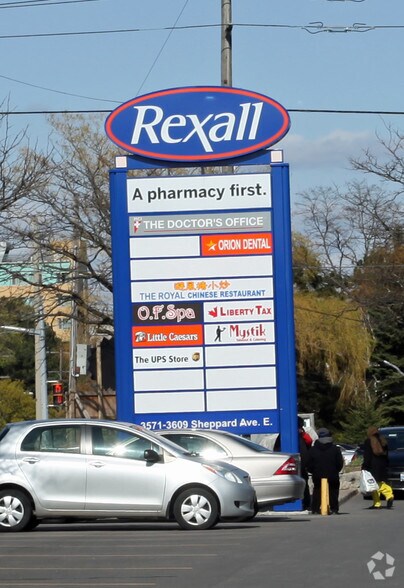 Rexall
A pharmacy first.
THE DOCTOR'S OFFICE
ORION DENTAL
THE ROYAL CHINESE RESTAURANT
O.F. Spa
LIBERTY TAX
Little Caesars
Mystik
The UPS Store
3571-3609 Sheppard Ave. E.